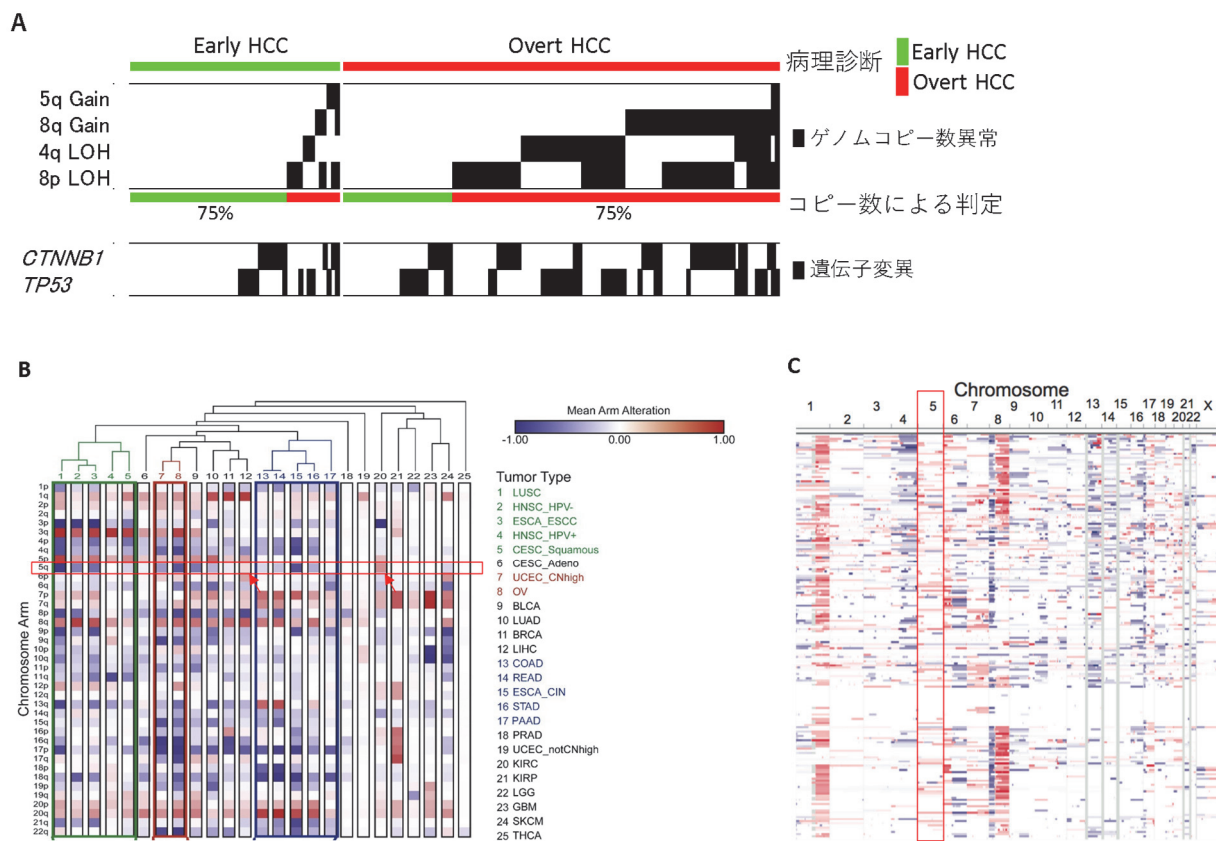 A
Early HCC
Overt HCC
病理診断
Early HCC
Overt HCC
5q Gain
8q Gain
4q LOH
8p LOH
ゲノムコピー数異常
75%
75%
コピー数による判定
CTNNB1
TP53
遺伝子変異
B
Mean Arm Alteration
-1.00 0.00 1.00
1 2 3 4 5 6 7 8 9 10 11 12 13 14 15 16 17 18 19 20 21 22 23 24 25
Chromosome Arm
1p
1q
2p
2q
3p
3q
4p
4q
5p
5q
6p
6q
7p
7q
8p
8q
9p
9q
10p
10q
11p
11q
12p
12q
13q
14q
15q
16p
16q
17p
17q
18p
18q
19p
19q
20p
20q
21q
22q
Tumor Type
1 LUSC
2 HNSC_HPV-
3 ESCA_ESCC
4 HNSC_HPV+
5 CESC_Squamous
6 CESC_Adeno
7 UCEC_CNhigh
8 OV
9 BLCA
10 LUAD
11 BRCA
12 LIHC
13 COAD
14 READ
15 ESCA_CIN
16 STAD
17 PAAD
18 PRAD
19 UCEC_notCNhigh
20 KIRC
21 KIRP
22 LGG
23 GBM
24 SKCM
25 THCA
C
Chromosome
1 3 5 7 9 11 13 15 17 19 21 X
2 4 6 8 10 12 14 16 18 20 22